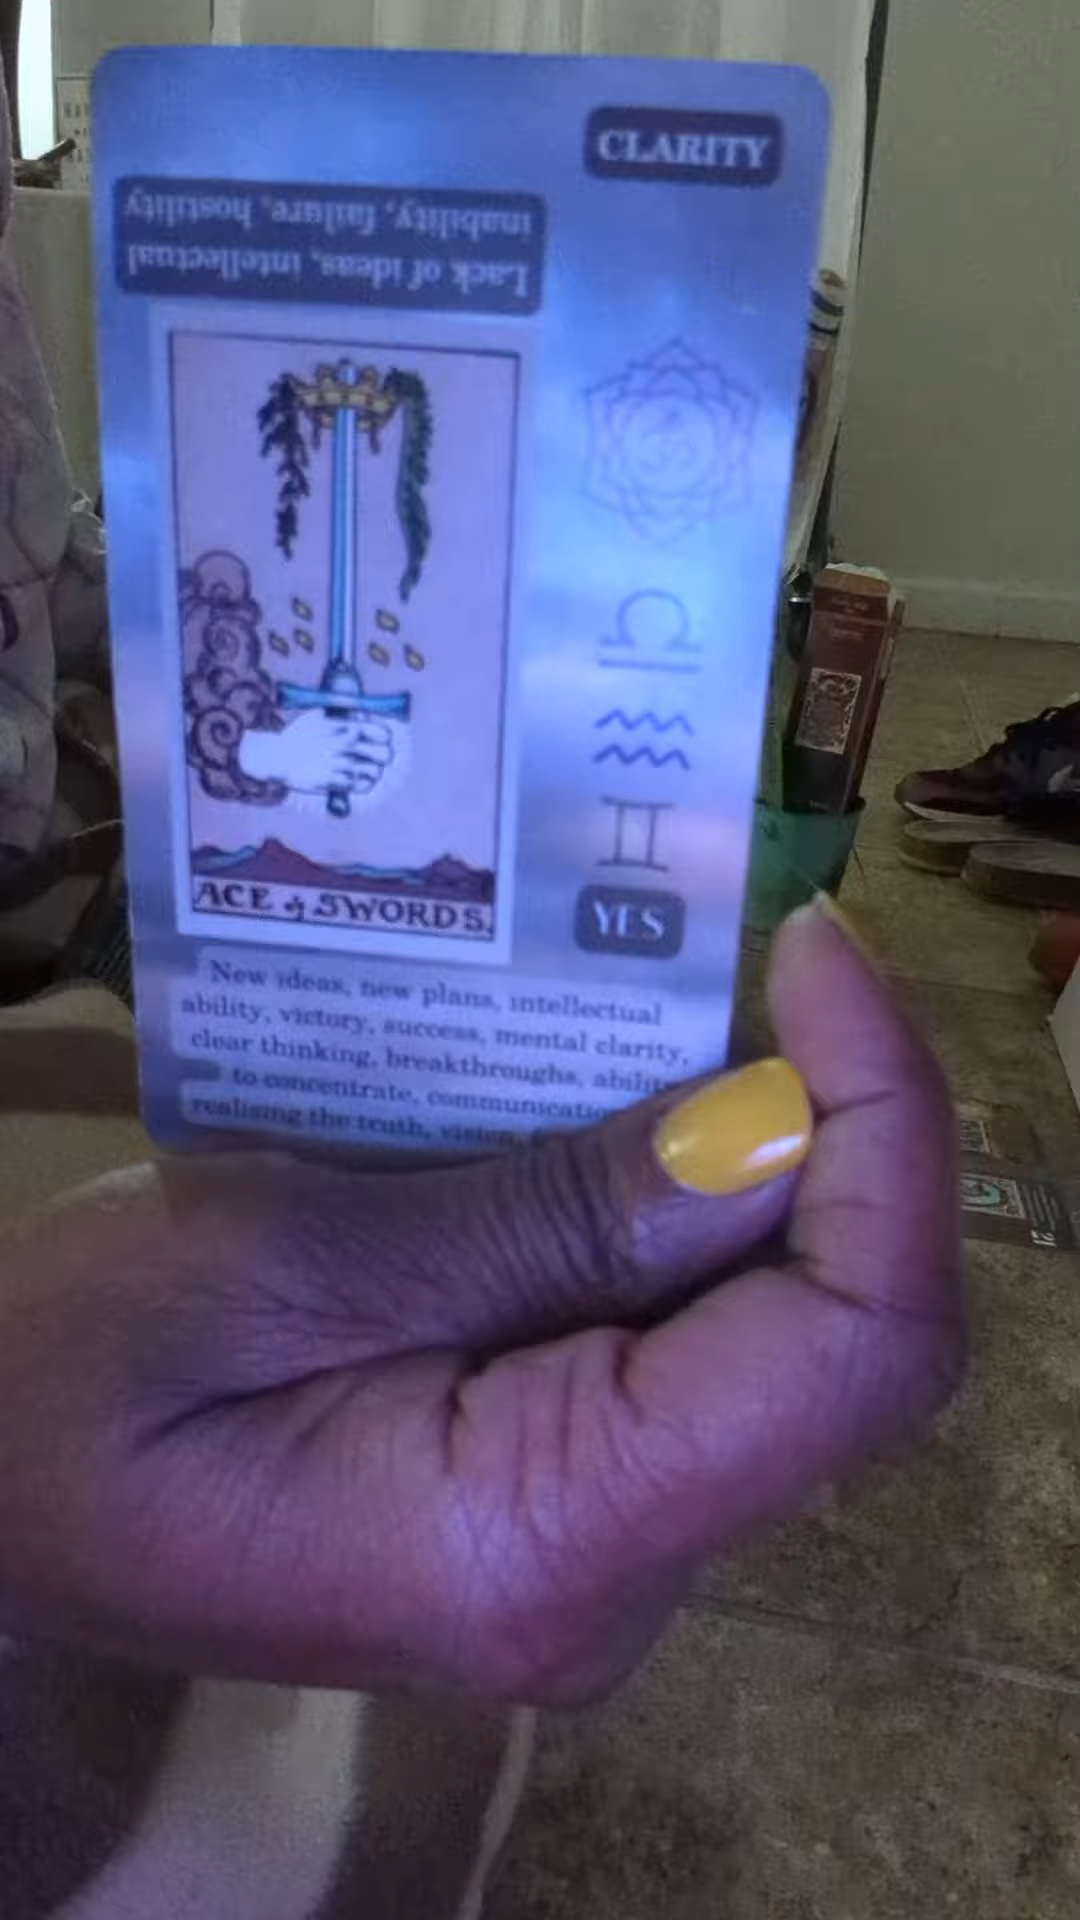 CLARITY
Lack of ideas, intellectual
inability, failure, hostility
ACE of SWORDS.
YES
New ideas, new plans, intellectual
ability, victory, success, mental clarity,
clear thinking, breakthroughs,
to concentrate,
realising the truth, vision,